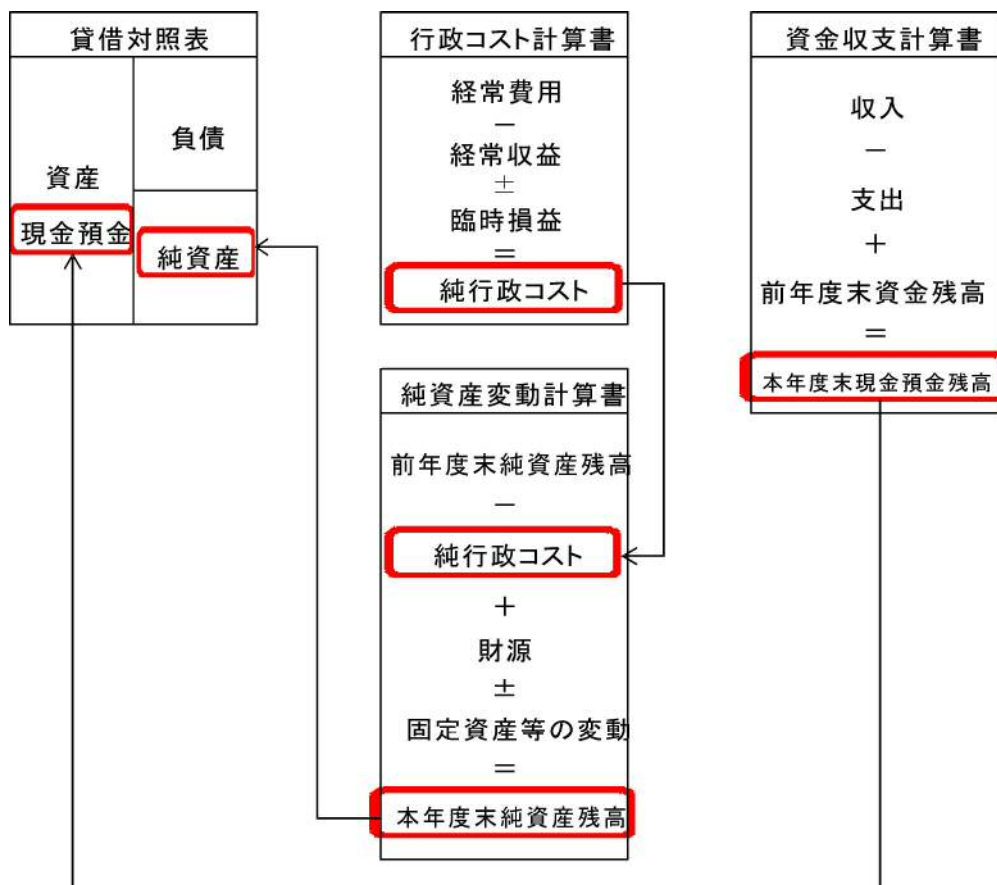 貸借対照表
資産
現金預金
負債
純資産
行政コスト計算書
経常費用
－
経常収益
±
臨時損益
＝
純行政コスト
純資産変動計算書
前年度末純資産残高
－
純行政コスト
＋
財源
±
固定資産等の変動
＝
本年度末純資産残高
資金収支計算書
収入
－
支出
＋
前年度末資金残高
＝
本年度末現金預金残高